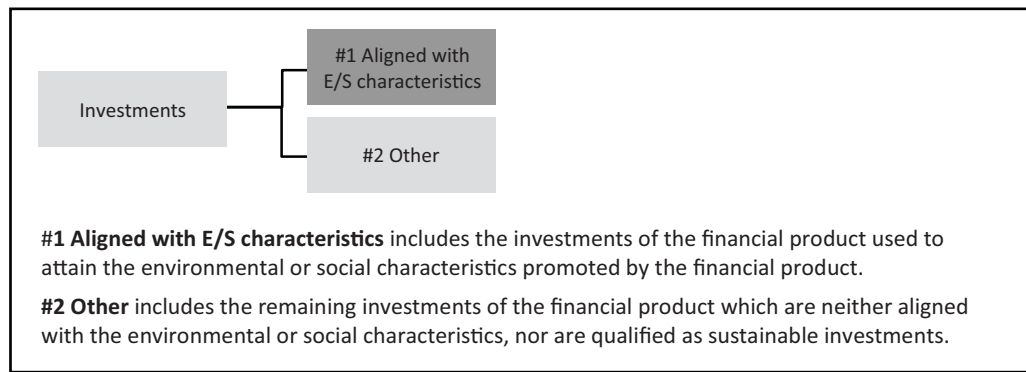 #1 Aligned with
E/S characteristics
Investments
#2 Other
#1 Aligned with E/S characteristics includes the investments of the financial product used to
attain the environmental or social characteristics promoted by the financial product.
#2 Other includes the remaining investments of the financial product which are neither aligned
with the environmental or social characteristics, nor are qualified as sustainable investments.